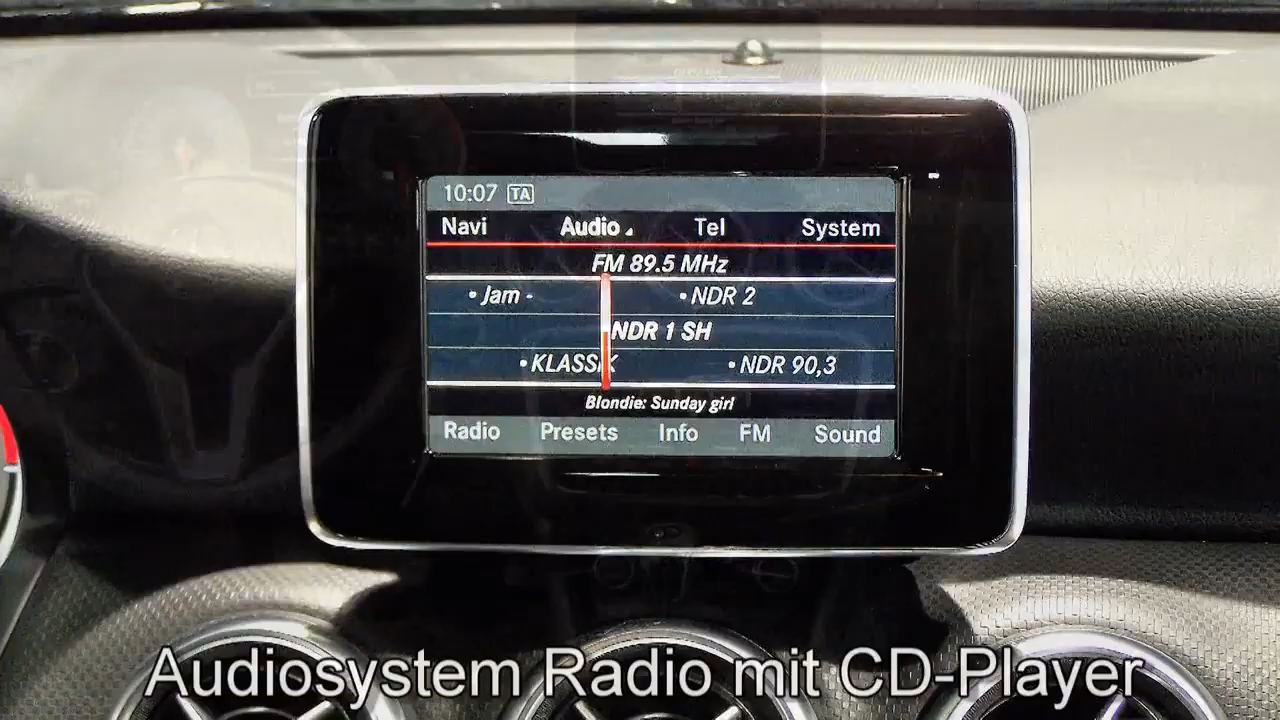 10:07 TA
Navi Audio Tel System
FM 89.5 MHz
• Jam - • NDR 2
NDR 1 SH
• KLASSIK • NDR 90,3
Blondie: Sunday girl
Radio Presets Info FM Sound
Audiosystem Radio mit CD-Player